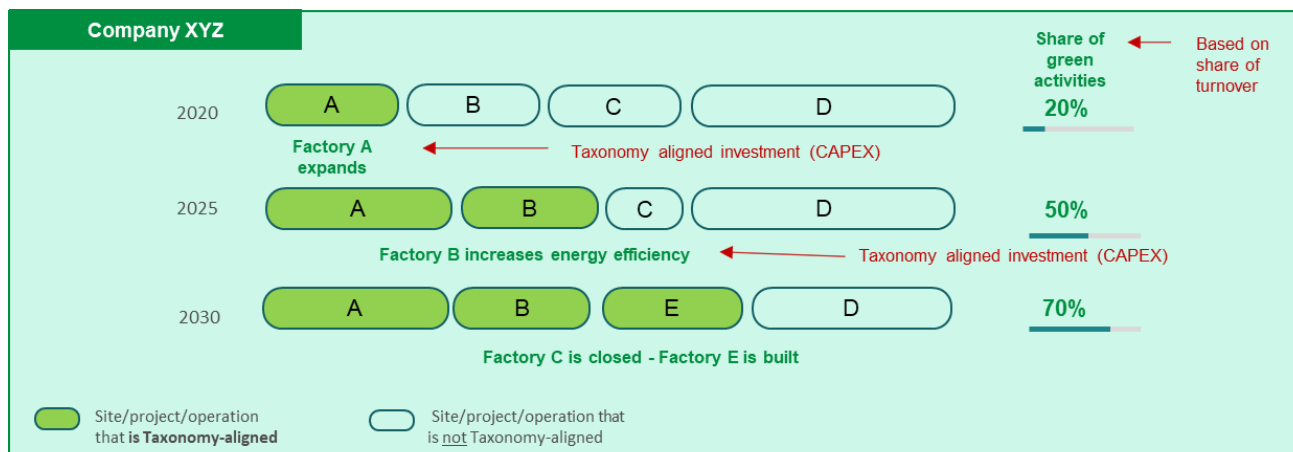 Company XYZ
Share of
green
activities
Based on
share of
turnover
2020
A
B
C
D
20%
Factory A
expands
Taxonomy aligned investment (CAPEX)
2025
A
B
C
D
50%
Factory B increases energy efficiency
Taxonomy aligned investment (CAPEX)
2030
A
B
E
D
70%
Factory C is closed - Factory E is built
Site/project/operation
that is Taxonomy-aligned
Site/project/operation that
is not Taxonomy-aligned